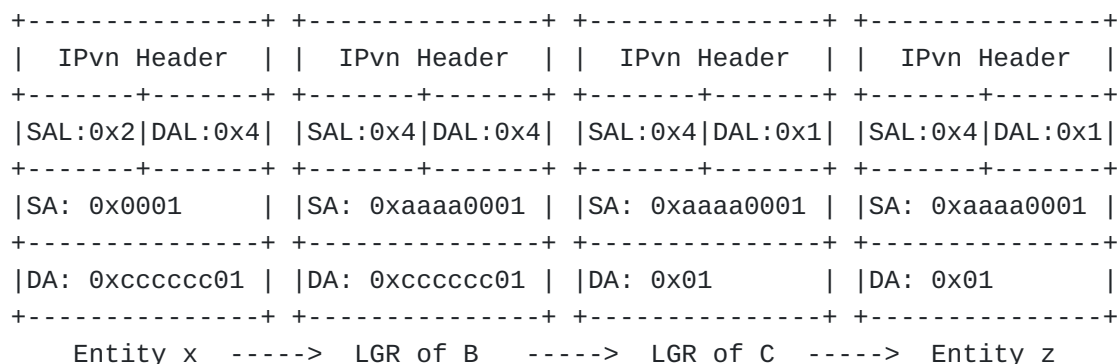 +---------------+ +---------------+ +---------------+ +---------------+
|  IPvn Header  | |  IPvn Header  | |  IPvn Header  | |  IPvn Header  |
+-------+-------+ +-------+-------+ +-------+-------+ +-------+-------+
|SAL:0x2|DAL:0x4| |SAL:0x4|DAL:0x4| |SAL:0x4|DAL:0x1| |SAL:0x4|DAL:0x1|
+-------+-------+ +-------+-------+ +-------+-------+ +-------+-------+
|SA: 0x0001     | |SA: 0xaaaa0001 | |SA: 0xaaaa0001 | |SA: 0xaaaa0001 |
+---------------+ +---------------+ +---------------+ +---------------+
|DA: 0xcccccc01 | |DA: 0xcccccc01 | |DA: 0x01       | |DA: 0x01       |
+---------------+ +---------------+ +---------------+ +---------------+
    Entity x  ----->  LGR of B   ----->  LGR of C  ----->  Entity z